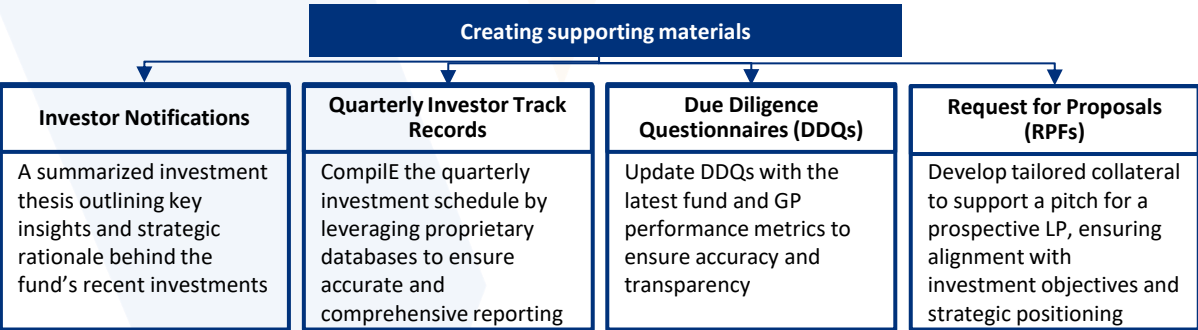 Creating supporting materials
Investor Notifications
A summarized investment
thesis outlining key
insights and strategic
rationale behind the
fund's recent investments
Quarterly Investor Track
Records
CompilE the quarterly
investment schedule by
leveraging proprietary
databases to ensure
accurate and
comprehensive reporting
Due Diligence
Questionnaires (DDQs)
Update DDQs with the
latest fund and GP
performance metrics to
ensure accuracy and
transparency
Request for Proposals
(RPFs)
Develop tailored collateral
to support a pitch for a
prospective LP, ensuring
alignment with
investment objectives and
strategic positioning